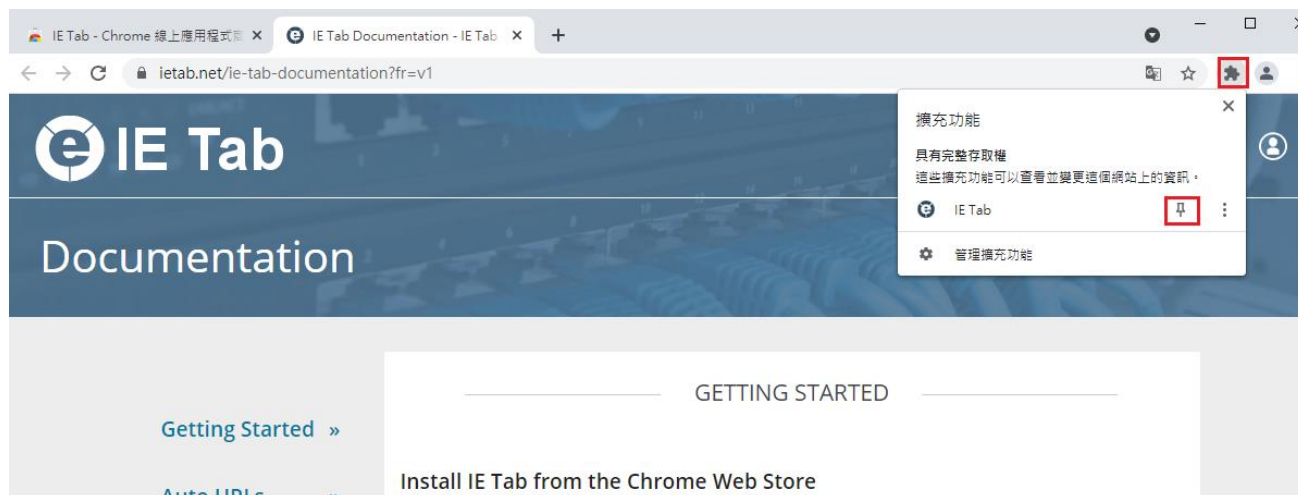 IE Tab - Chrome 線上應用程式
IE Tab Documentation - IE Tab
ietab.net/ie-tab-documentation?fr=v1
IE Tab
Documentation
擴充功能
具有完整存取權
這些擴充功能可以查看並變更這個網站上的資訊。
IE Tab
管理擴充功能
GETTING STARTED
Getting Started »
Install IE Tab from the Chrome Web Store